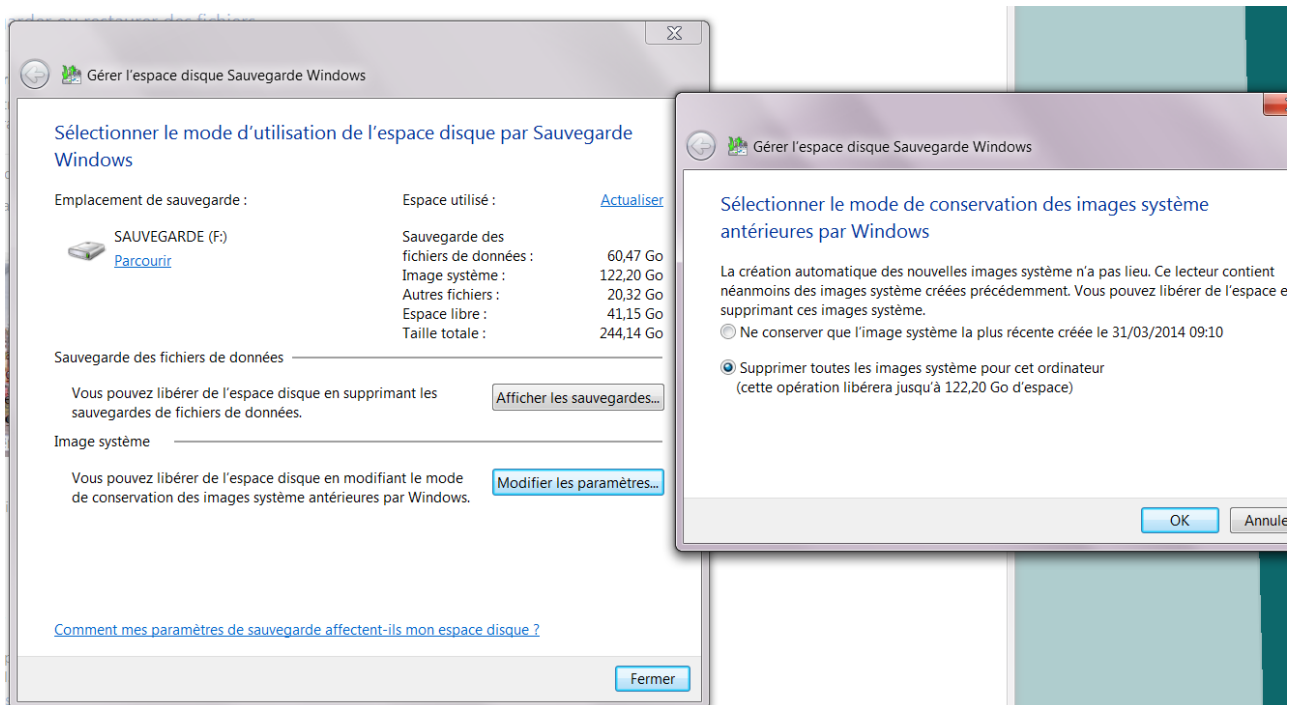 arder ou restaurer des fichiers
Gérer l'espace disque Sauvegarde Windows
Sélectionner le mode d'utilisation de l'espace disque par Sauvegarde
Windows
Emplacement de sauvegarde :
Espace utilisé :
Actualiser
SAUVEGARDE (F:)
Parcourir
Sauvegarde des
fichiers de données : 60,47 Go
Image système : 122,20 Go
Autres fichiers : 20,32 Go
Espace libre : 41,15 Go
Taille totale : 244,14 Go
Sauvegarde des fichiers de données
Vous pouvez libérer de l'espace disque en supprimant les
sauvegardes de fichiers de données.
Afficher les sauvegardes...
Image système
Vous pouvez libérer de l'espace disque en modifiant le mode
de conservation des images système antérieures par Windows.
Modifier les paramètres...
Comment mes paramètres de sauvegarde affectent-ils mon espace disque ?
Fermer
Gérer l'espace disque Sauvegarde Windows
Sélectionner le mode de conservation des images système
antérieures par Windows
La création automatique des nouvelles images système n'a pas lieu. Ce lecteur contient
néanmoins des images système créées précédemment. Vous pouvez libérer de l'espace e
supprimant ces images système.
Ne conserver que l'image système la plus récente créée le 31/03/2014 09:10
Supprimer toutes les images système pour cet ordinateur
(cette opération libérera jusqu'à 122,20 Go d'espace)
OK
Annule